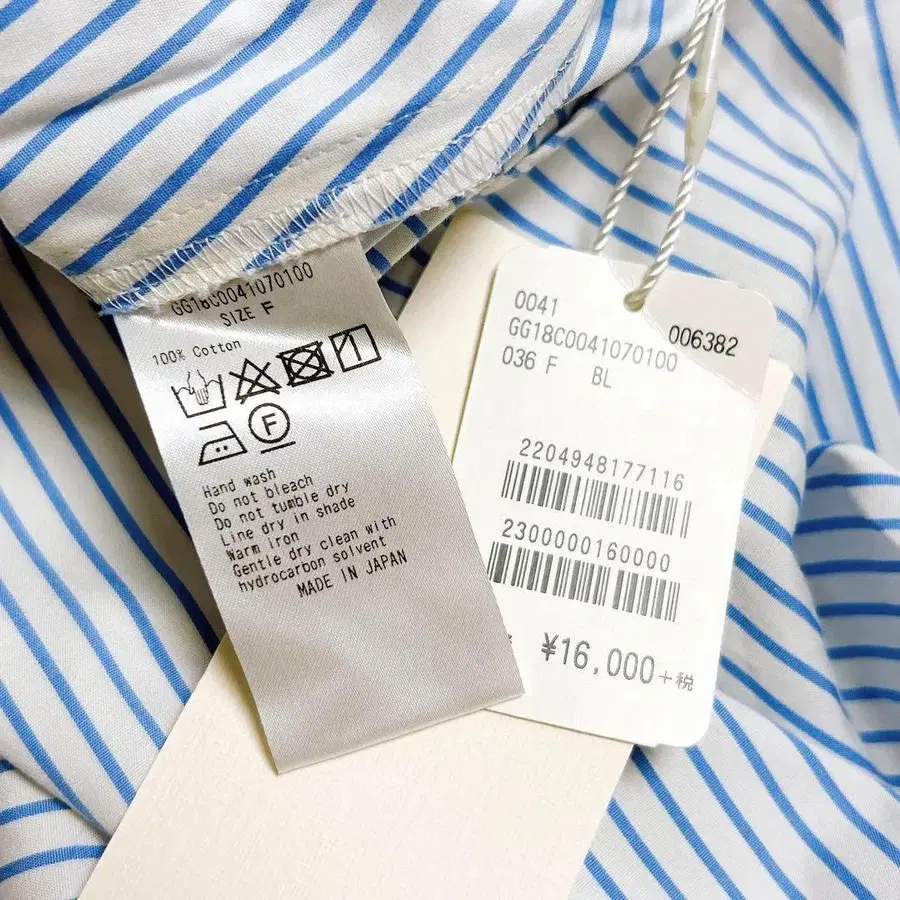 GG18C0041070100
SIZE F
100% Cotton
F
Hand wash
Do not bleach
Do not tumble dry
Line dry in shade
Warm iron
Gentle dry clean with
hydrocarbon solvent
MADE IN JAPAN
0041
006382
GG18C0041070100
036 F BL
2204948177116
2300000160000
¥16,000+税